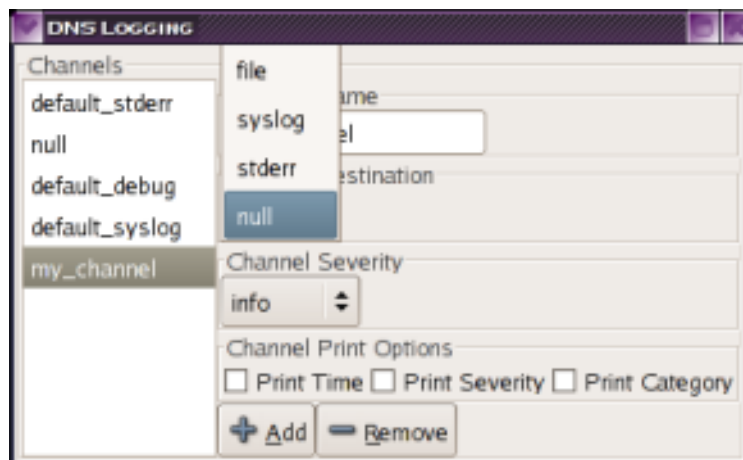 DNS LOGGING
Channels
default_stderr
null
default_debug
default_syslog
my_channel
file
syslog
stderr
null
Channel Severity
info
Channel Print Options
Print Time
Print Severity
Print Category
Add
Remove